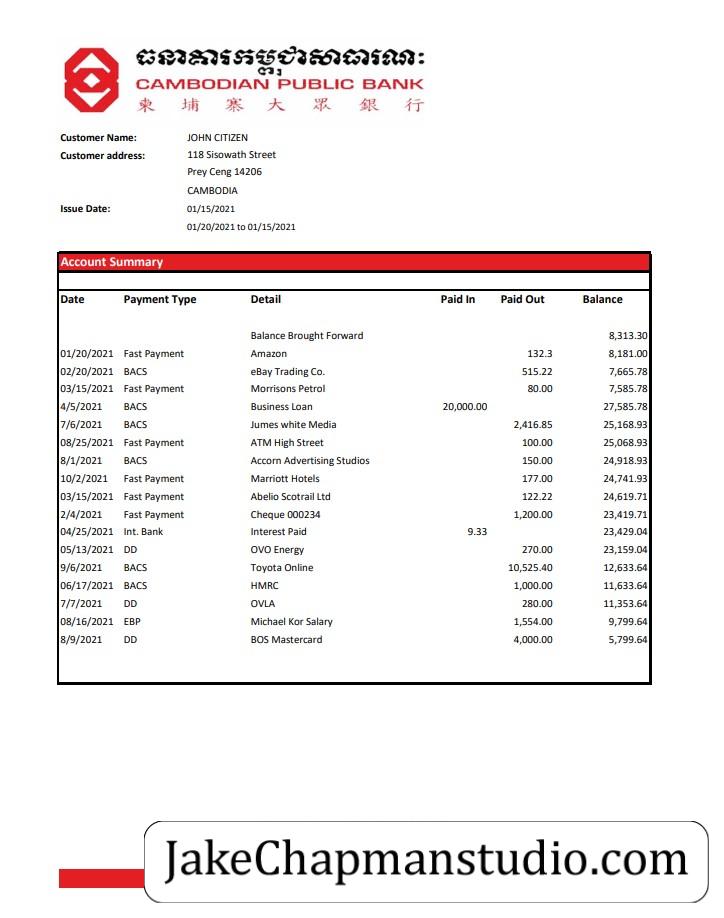 ធនាគារកម្ពុជាសាធារណៈ
CAMBODIAN PUBLIC BANK
柬 埔 寨 大 眾 銀 行
Customer Name: JOHN CITIZEN
Customer address: 118 Sisowath Street
Prey Ceng 14206
CAMBODIA
Issue Date: 01/15/2021
01/20/2021 to 01/15/2021
Account Summary
Date Payment Type Detail Paid In Paid Out Balance
Balance Brought Forward 8,313.30
01/20/2021 Fast Payment Amazon 132.3 8,181.00
02/20/2021 BACS eBay Trading Co. 515.22 7,665.78
03/15/2021 Fast Payment Morrisons Petrol 80.00 7,585.78
4/5/2021 BACS Business Loan 20,000.00 27,585.78
7/6/2021 BACS Jumes white Media 2,416.85 25,168.93
08/25/2021 Fast Payment ATM High Street 100.00 25,068.93
8/1/2021 BACS Accorn Advertising Studios 150.00 24,918.93
10/2/2021 Fast Payment Marriott Hotels 177.00 24,741.93
03/15/2021 Fast Payment Abelio Scotrail Ltd 122.22 24,619.71
2/4/2021 Fast Payment Cheque 000234 1,200.00 23,419.71
04/25/2021 Int. Bank Interest Paid 9.33 23,429.04
05/13/2021 DD OVO Energy 270.00 23,159.04
9/6/2021 BACS Toyota Online 10,525.40 12,633.64
06/17/2021 BACS HMRC 1,000.00 11,633.64
7/7/2021 DD OVLA 280.00 11,353.64
08/16/2021 EBP Michael Kor Salary 1,554.00 9,799.64
8/9/2021 DD BOS Mastercard 4,000.00 5,799.64
JakeChapmanstudio.com